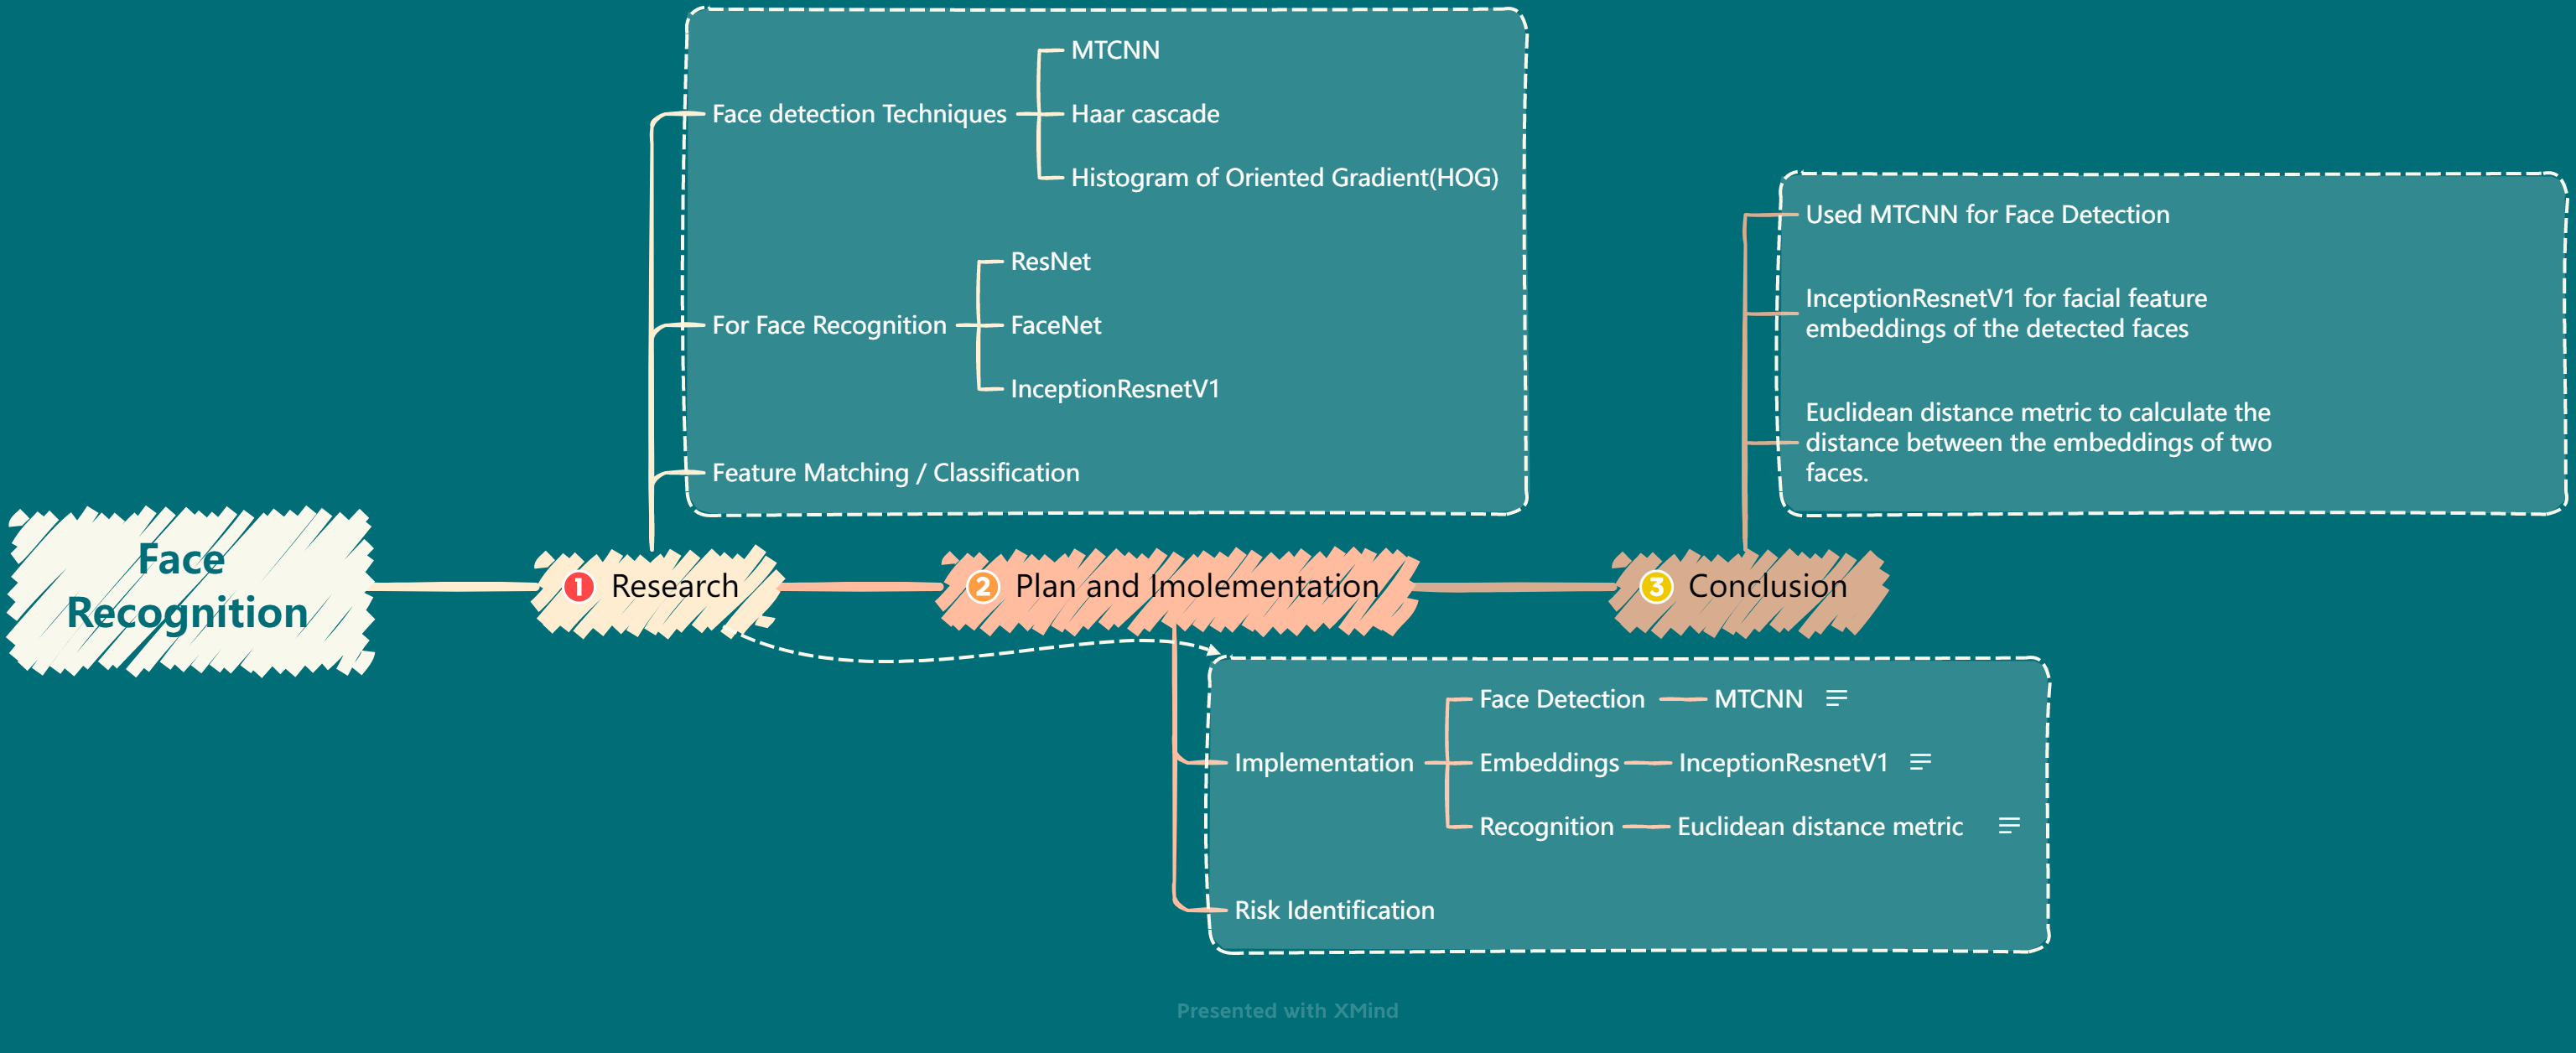 Face
Recognition
1 Research
Face detection Techniques
MTCNN
Haar cascade
Histogram of Oriented Gradient(HOG)
For Face Recognition
ResNet
FaceNet
InceptionResnetV1
Feature Matching / Classification
2 Plan and Imolementation
Implementation
Face Detection
MTCNN
Embeddings
InceptionResnetV1
Recognition
Euclidean distance metric
Risk Identification
3 Conclusion
Used MTCNN for Face Detection
InceptionResnetV1 for facial feature
embeddings of the detected faces
Euclidean distance metric to calculate the
distance between the embeddings of two
faces.
Presented with XMind